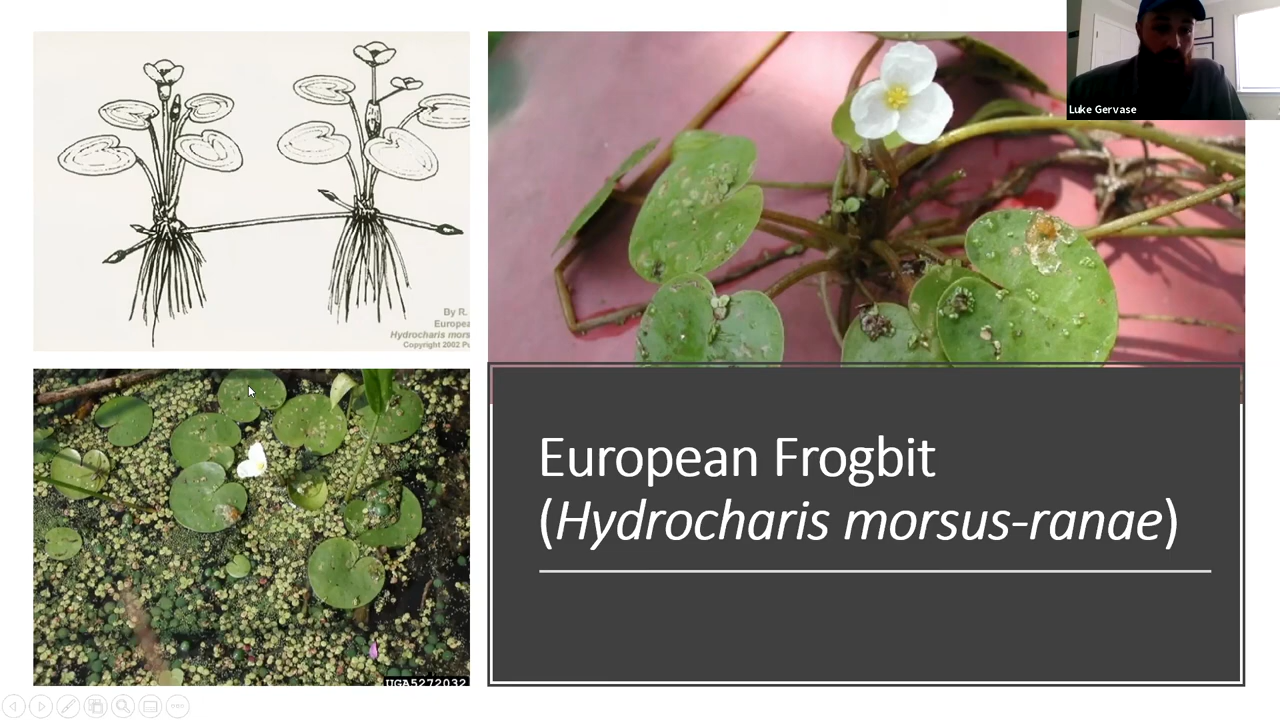 By R.
Europea
Hydrocharis mors
Copyright 2002 
Luke Gervase
European Frogbit
(Hydrocharis morsus-ranae)
UGA5272032